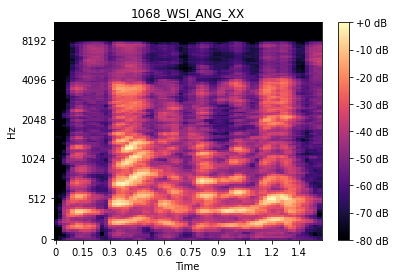 1068_WSI_ANG_XX
+0 dB
8192
-10 dB
4096
-20 dB
-30 dB
2048
Hz
-40 dB
1024
-50 dB
512
-60 dB
-70 dB
0
-80 dB
0 0.15 0.3 0.45 0.6 0.75 0.9 1.1 1.2 1.4
Time